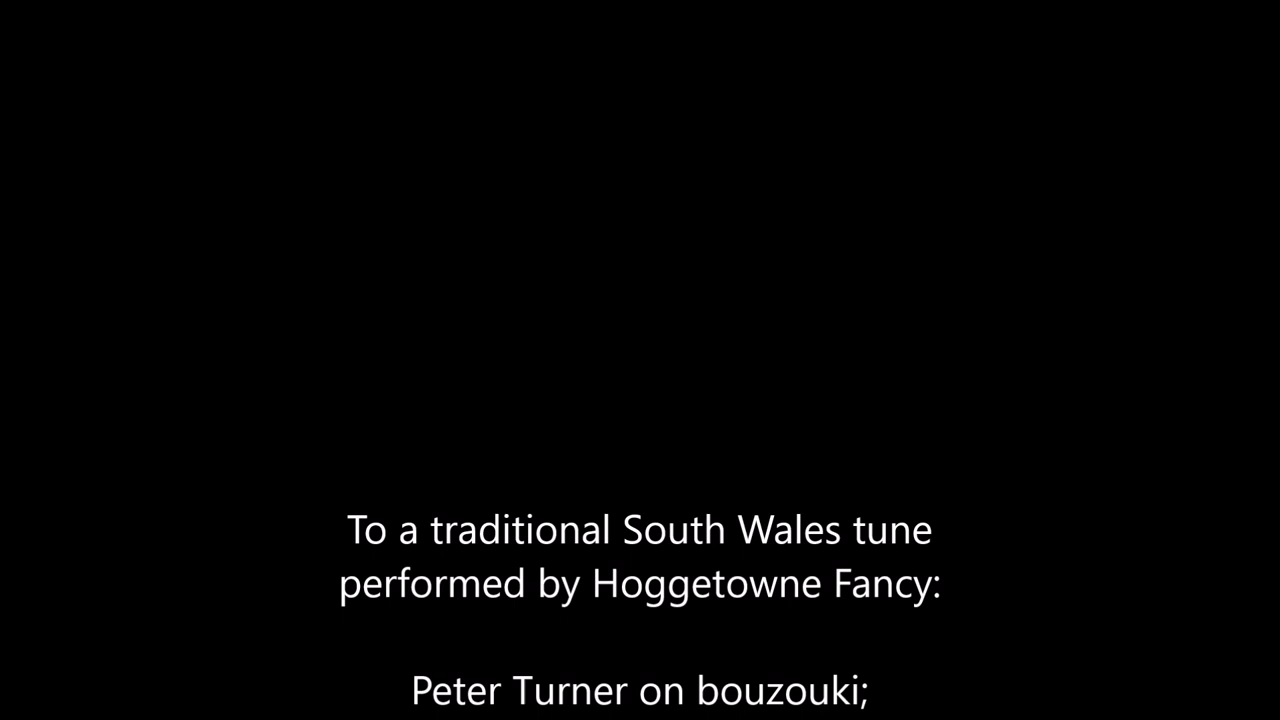 To a traditional South Wales tune
performed by Hoggetowne Fancy:
Peter Turner on bouzouki;